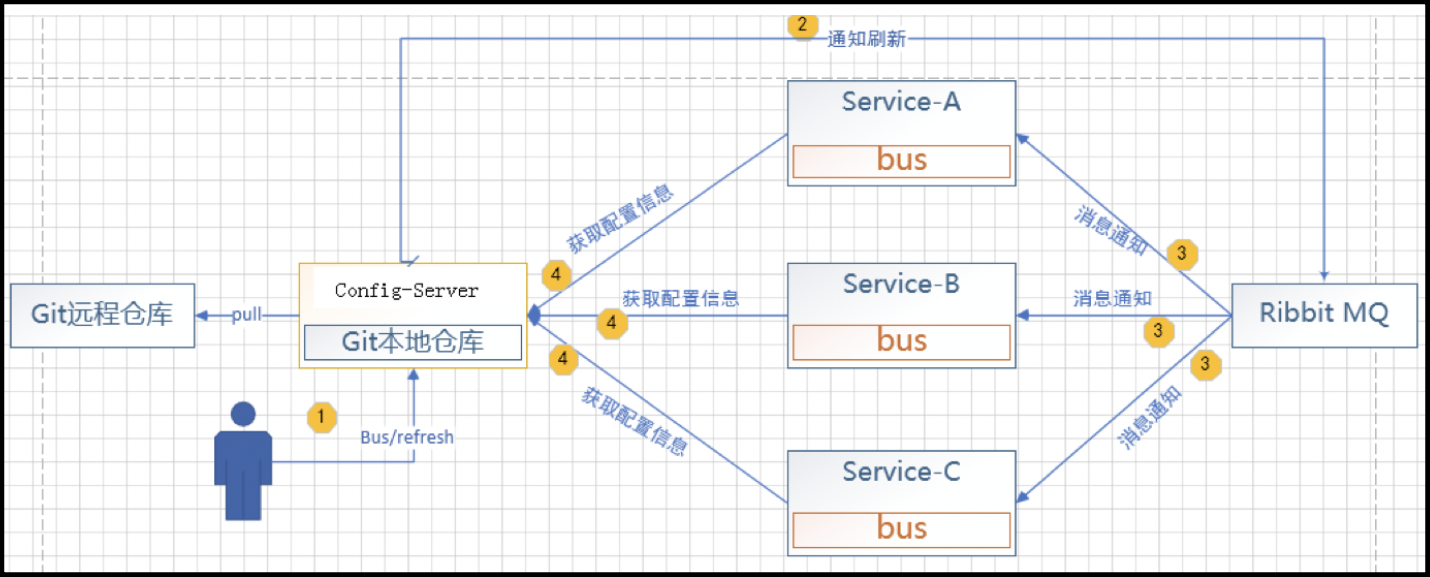 2
通知刷新
Service-A
bus
获取配置信息
消息通知
3
4
Config-Server
Git本地仓库
Git远程仓库
pull
获取配置信息
4
Service-B
bus
消息通知
3
Ribbit MQ
4
3
1
Bus/refresh
获取配置信息
消息通知
Service-C
bus